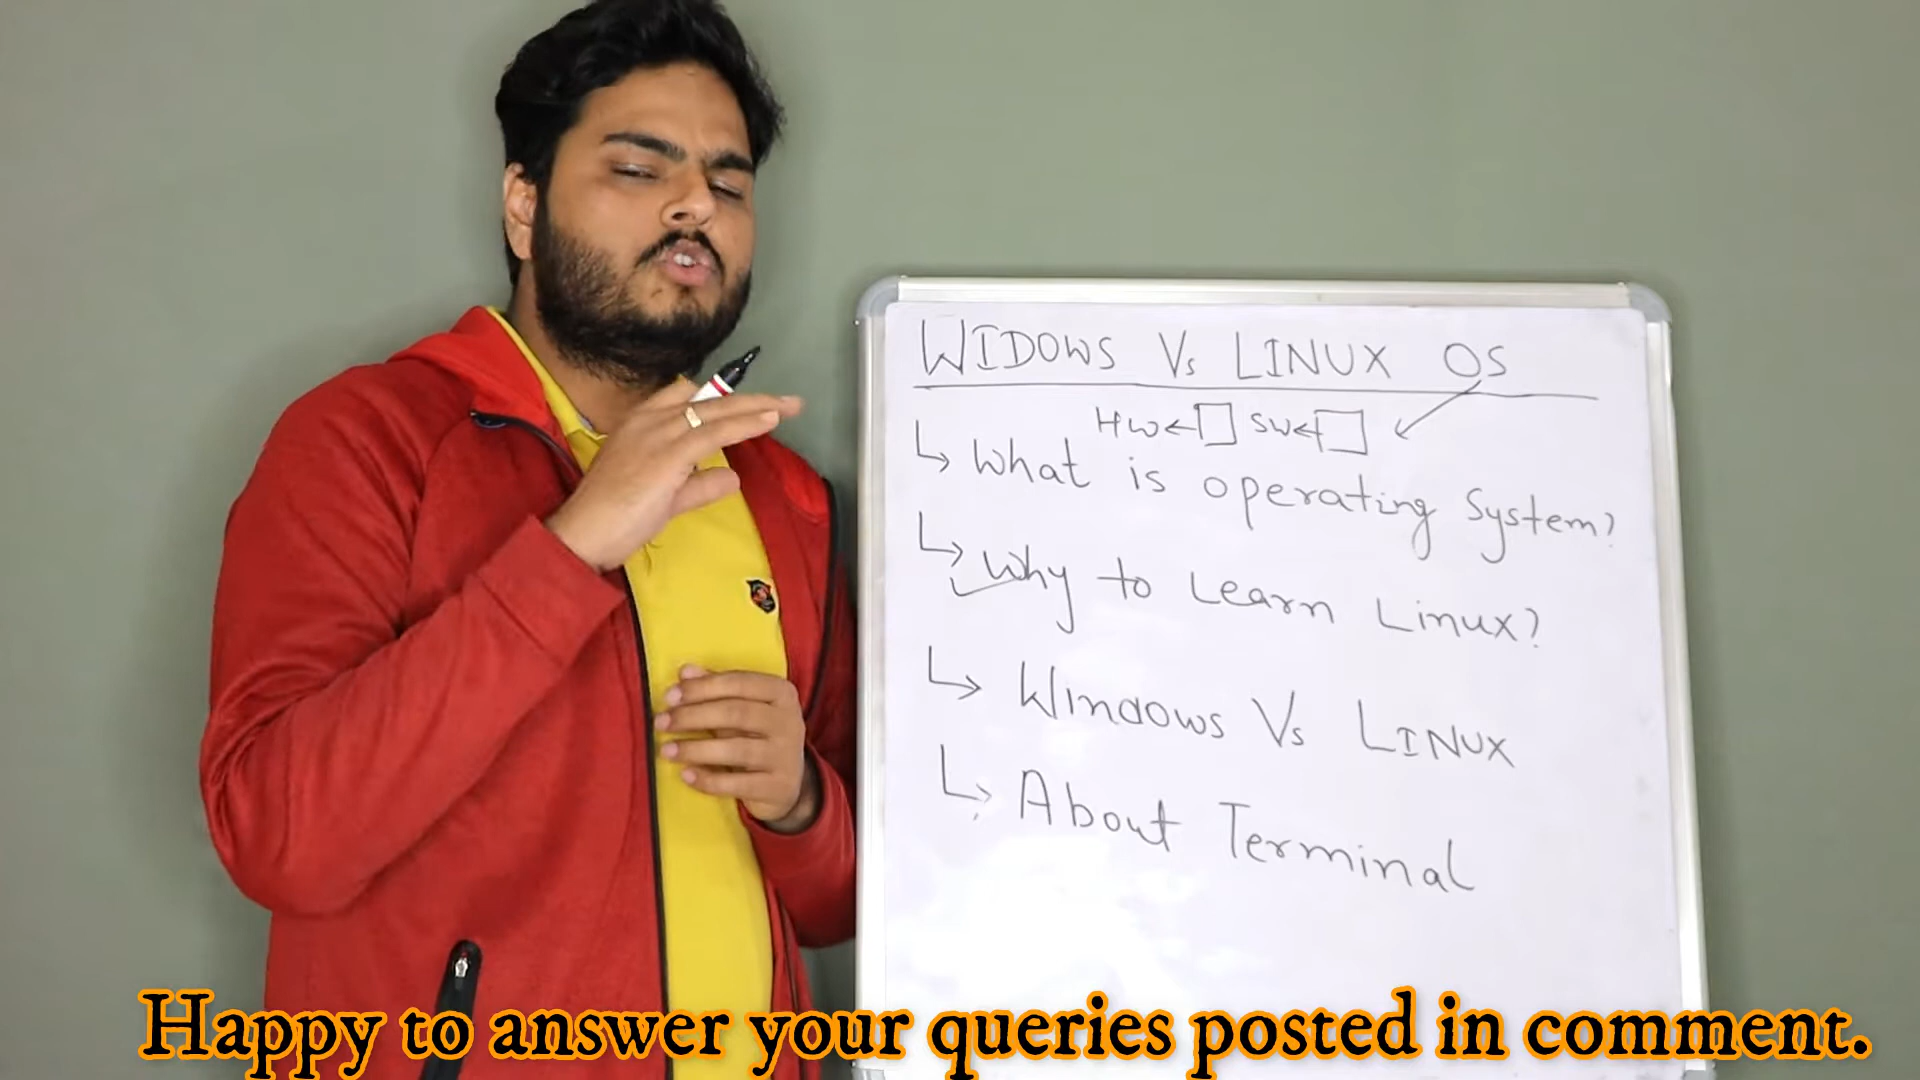 WIDOWS Vs LINUX OS
HW SW
What is operating System?
Why to Learn Linux?
Windows Vs LINUX
About Terminal
Happy to answer your queries posted in comment.